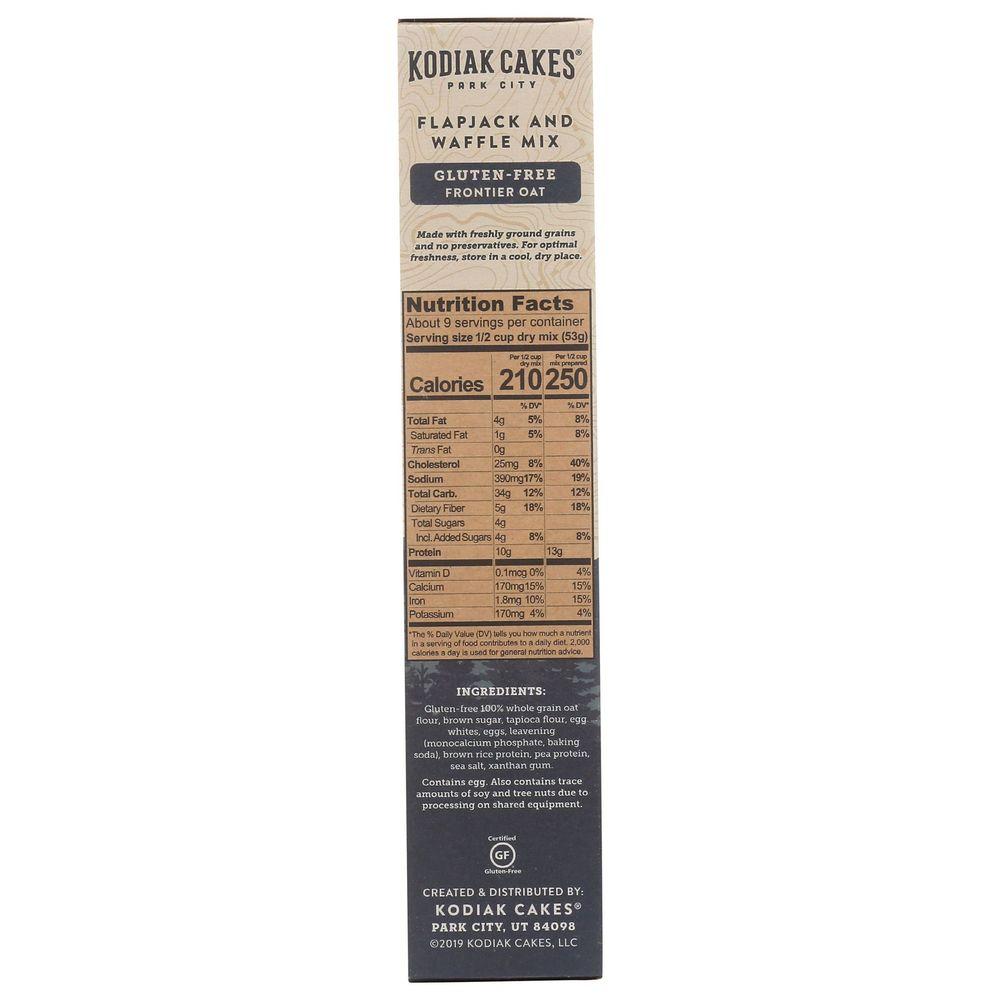 KODIAK CAKES®
PARK CITY
FLAPJACK AND
WAFFLE MIX
GLUTEN-FREE
FRONTIER OAT
Made with freshly ground grains
and no preservatives. For optimal
freshness, store in a cool, dry place.
Nutrition Facts
About 9 servings per container
Serving size 1/2 cup dry mix (53g)
Per 1/2 cup dry mix Per 1/2 cup mix prepared
Calories 210 250
% DV* % DV*
Total Fat 4g 5% 8%
Saturated Fat 1g 5% 8%
Trans Fat 0g
Cholesterol 25mg 8% 40%
Sodium 390mg 17% 19%
Total Carb. 34g 12% 12%
Dietary Fiber 5g 18% 18%
Total Sugars 4g
Incl. Added Sugars 4g 8% 8%
Protein 10g 13g
Vitamin D 0.1mcg 0% 4%
Calcium 170mg 15% 15%
Iron 1.8mg 10% 15%
Potassium 170mg 4% 4%
*The % Daily Value (DV) tells you how much a nutrient
in a serving of food contributes to a daily diet. 2,000
calories a day is used for general nutrition advice.
INGREDIENTS:
Gluten-free 100% whole grain oat
flour, brown sugar, tapioca flour, egg
whites, eggs, leavening
(monocalcium phosphate, baking
soda), brown rice protein, pea protein,
sea salt, xanthan gum.
Contains egg. Also contains trace
amounts of soy and tree nuts due to
processing on shared equipment.
Certified
GF
Gluten-Free
CREATED & DISTRIBUTED BY:
KODIAK CAKES®
PARK CITY, UT 84098
©2019 KODIAK CAKES, LLC